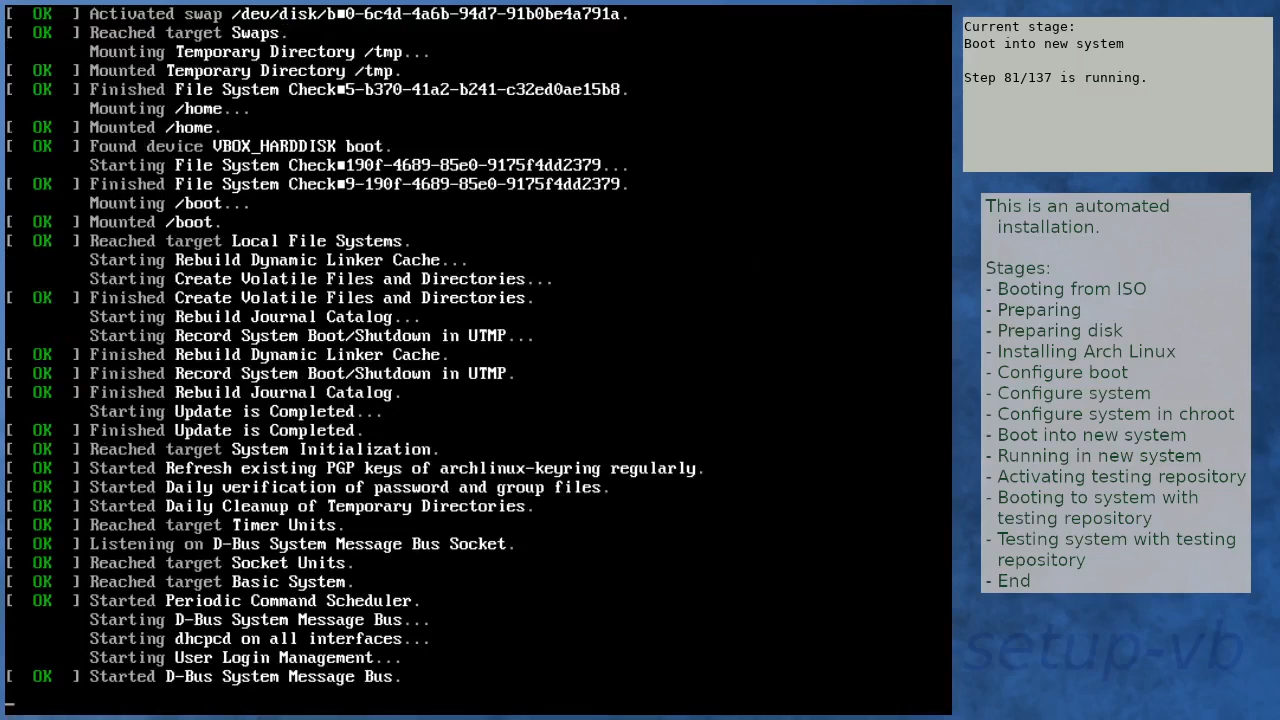 [  OK  ] Activated swap /dev/disk/b■0-6c4d-4a6b-94d7-91b0be4a791a.
[  OK  ] Reached target Swaps.
Mounting Temporary Directory /tmp...
[  OK  ] Mounted Temporary Directory /tmp.
[  OK  ] Finished File System Check■5-b370-41a2-b241-c32ed0ae15b8.
Mounting /home...
[  OK  ] Mounted /home.
[  OK  ] Found device VBOX_HARDDISK boot.
Starting File System Check■190f-4689-85e0-9175f4dd2379...
[  OK  ] Finished File System Check■9-190f-4689-85e0-9175f4dd2379.
Mounting /boot...
[  OK  ] Mounted /boot.
[  OK  ] Reached target Local File Systems.
Starting Rebuild Dynamic Linker Cache...
Starting Create Volatile Files and Directories...
[  OK  ] Finished Create Volatile Files and Directories.
Starting Rebuild Journal Catalog...
Starting Record System Boot/Shutdown in UTMP...
[  OK  ] Finished Rebuild Dynamic Linker Cache.
[  OK  ] Finished Record System Boot/Shutdown in UTMP.
[  OK  ] Finished Rebuild Journal Catalog.
Starting Update is Completed...
[  OK  ] Finished Update is Completed.
[  OK  ] Reached target System Initialization.
[  OK  ] Started Refresh existing PGP keys of archlinux-keyring regularly.
[  OK  ] Started Daily verification of password and group files.
[  OK  ] Started Daily Cleanup of Temporary Directories.
[  OK  ] Reached target Timer Units.
[  OK  ] Listening on D-Bus System Message Bus Socket.
[  OK  ] Reached target Socket Units.
[  OK  ] Reached target Basic System.
[  OK  ] Started Periodic Command Scheduler.
Starting D-Bus System Message Bus...
Starting dhcpcd on all interfaces...
Starting User Login Management...
[  OK  ] Started D-Bus System Message Bus.
Current stage:
Boot into new system
Step 81/137 is running.
This is an automated
installation.
Stages:
- Booting from ISO
- Preparing
- Preparing disk
- Installing Arch Linux
- Configure boot
- Configure system
- Configure system in chroot
- Boot into new system
- Running in new system
- Activating testing repository
- Booting to system with
testing repository
- Testing system with testing
repository
- End
setup-vb